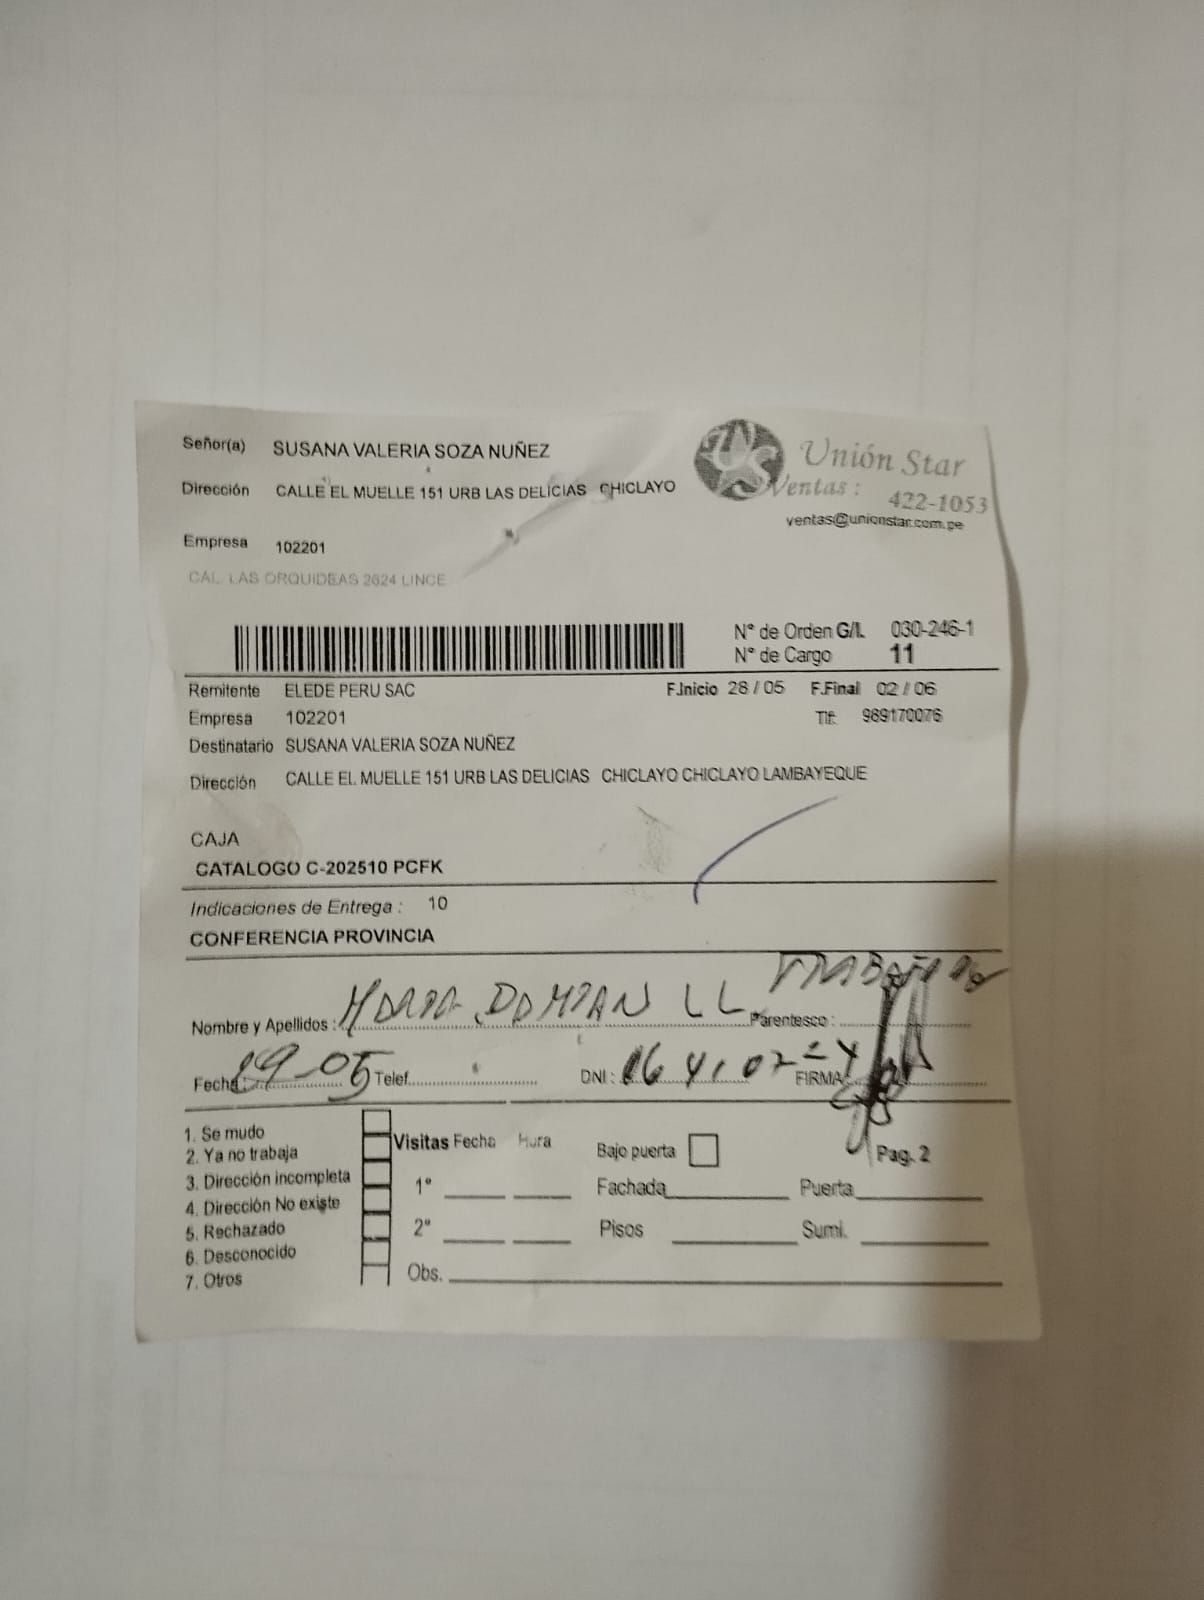 Señor(a) SUSANA VALERIA SOZA NUÑEZ
Unión Star
Dirección CALLE EL MUELLE 151 URB LAS DELICIAS CHICLAYO
Ventas : 422-1053
ventas@unionstar.com.pe
Empresa 102201
CAL. LAS ORQUIDEAS 2624 LINCE
N° de Orden G/L 030-246-1
N° de Cargo 11
Remitente ELEDE PERU SAC F.Inicio 28 / 05 F.Final 02 / 06
Empresa 102201 Tlf: 989170076
Destinatario SUSANA VALERIA SOZA NUÑEZ
Dirección CALLE EL MUELLE 151 URB LAS DELICIAS CHICLAYO CHICLAYO LAMBAYEQUE
CAJA
CATALOGO C-202510 PCFK
Indicaciones de Entrega : 10
CONFERENCIA PROVINCIA
Nombre y Apellidos : LL Parentesco :
Fecha: 29-05 Telef. DNI : FIRMA
1. Se mudo
2. Ya no trabaja
3. Dirección incompleta
4. Dirección No existe
5. Rechazado
6. Desconocido
7. Otros
Visitas Fecha Hora Bajo puerta Pag. 2
1° Fachada Puerta
2° Pisos Sumi.
Obs.